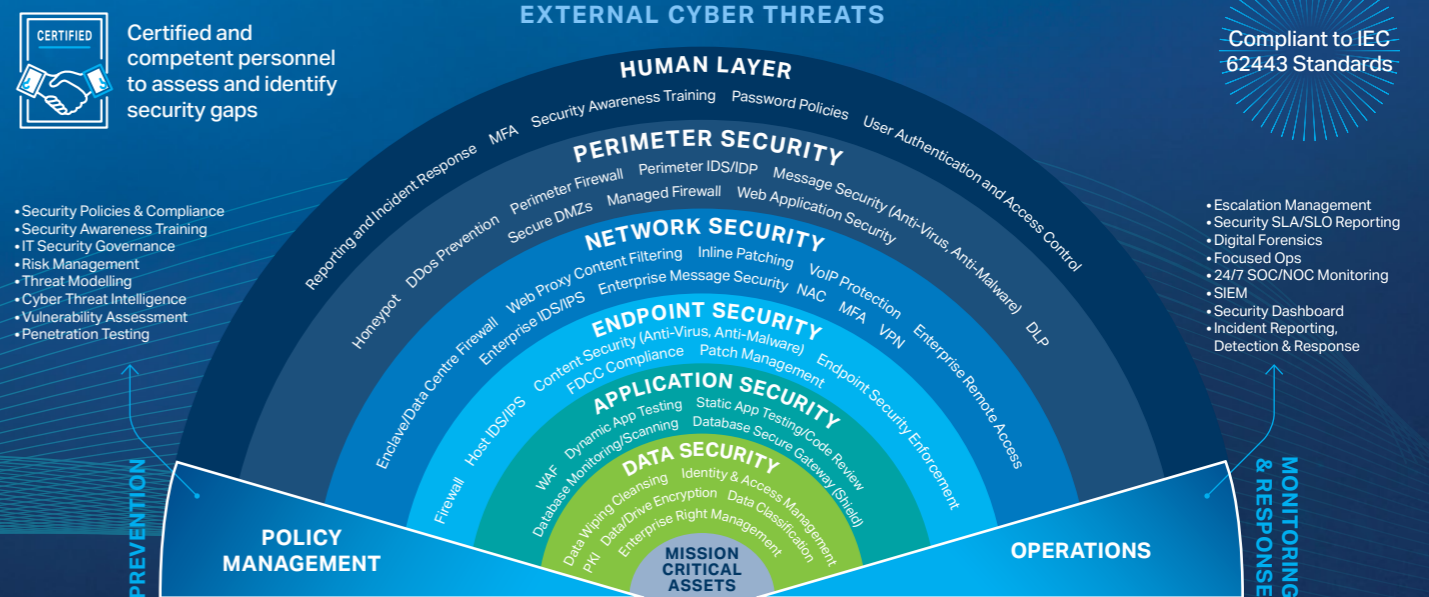 EXTERNAL CYBER THREATS
CERTIFIED
Certified and
competent personnel
to assess and identify
security gaps
Compliant to IEC
62443 Standards
HUMAN LAYER
Reporting and Incident Response MFA Security Awareness Training Password Policies User Authentication and Access Control
PERIMETER SECURITY
Honeypot DDos Prevention Perimeter Firewall Perimeter IDS/IDP Message Security (Anti-Virus, Anti-Malware) DLP
Secure DMZs Managed Firewall Web Application Security
NETWORK SECURITY
Enclave/Data Centre Firewall Web Proxy Content Filtering Inline Patching VoIP Protection Enterprise Remote Access
Enterprise IDS/IPS Enterprise Message Security NAC MFA VPN
ENDPOINT SECURITY
Firewall Host IDS/IPS Content Security (Anti-Virus, Anti-Malware) Endpoint Security Enforcement
FDCC Compliance Patch Management
APPLICATION SECURITY
WAF Dynamic App Testing Static App Testing/Code Review
Database Monitoring/Scanning Database Secure Gateway (Shield)
DATA SECURITY
Data Wiping Cleansing Identity & Access Management
PKI Data/Drive Encryption Data Classification
Enterprise Right Management
MISSION
CRITICAL
ASSETS
• Security Policies & Compliance
• Security Awareness Training
• IT Security Governance
• Risk Management
• Threat Modelling
• Cyber Threat Intelligence
• Vulnerability Assessment
• Penetration Testing
PREVENTION
POLICY
MANAGEMENT
• Escalation Management
• Security SLA/SLO Reporting
• Digital Forensics
• Focused Ops
• 24/7 SOC/NOC Monitoring
• SIEM
• Security Dashboard
• Incident Reporting,
Detection & Response
OPERATIONS
MONITORING
& RESPONSE